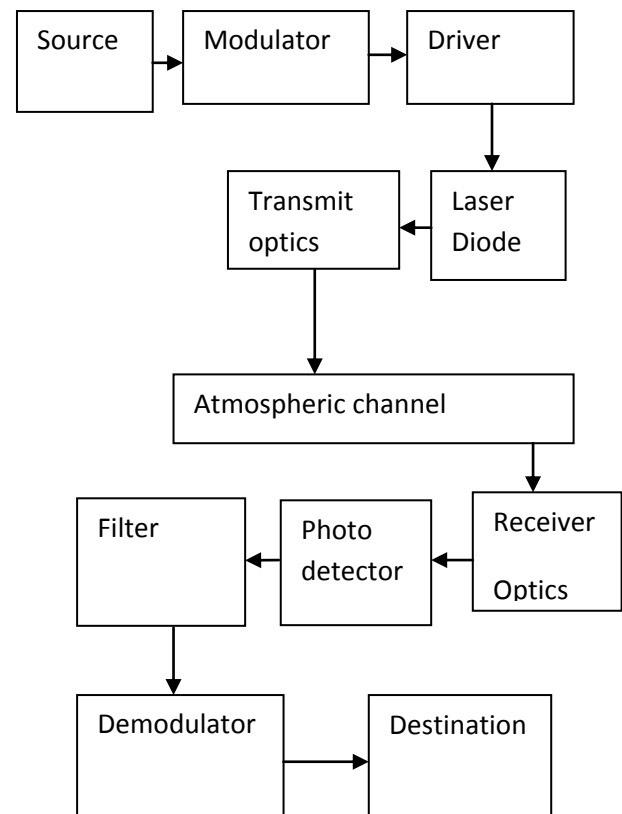 Source
Modulator
Driver
Transmit
optics
Laser
Diode
Atmospheric channel
Filter
Photo
detector
Receiver
Optics
Demodulator
Destination